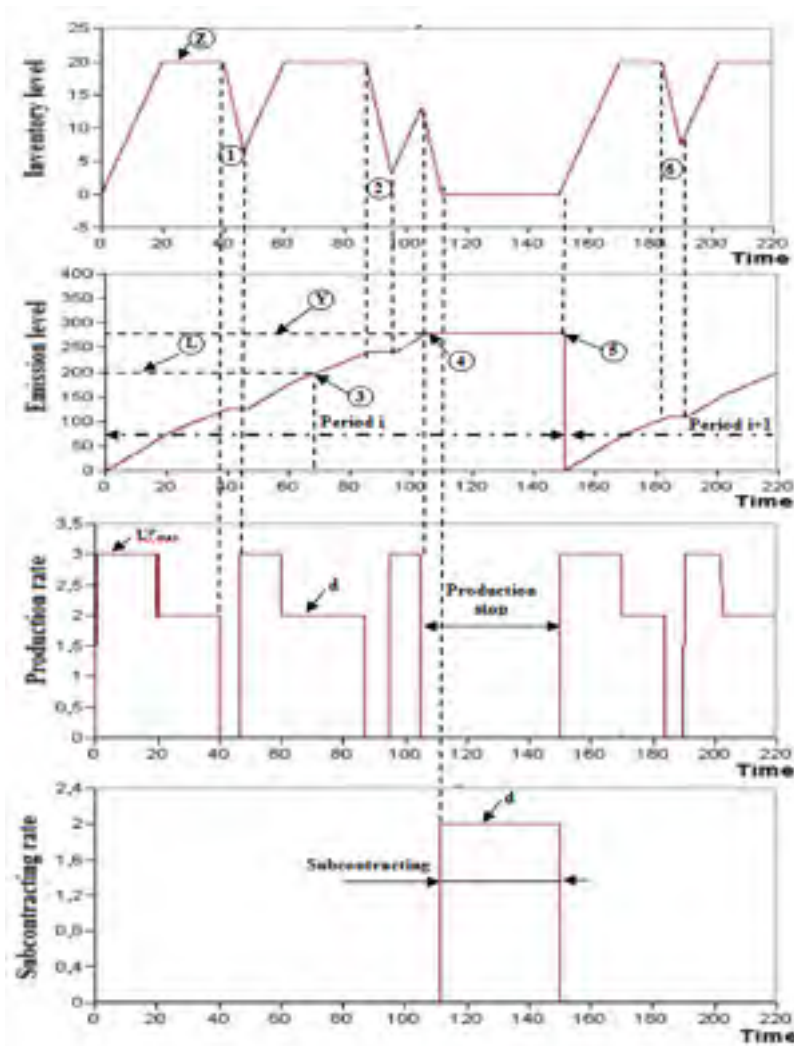 Inventory level
25
20
15
10
5
0
-5
Z
1
2
6
0 20 40 60 80 100 120 140 160 180 200 220
Time
Emission level
400
350
300
250
200
150
100
50
0
Y
L
3
4
5
Period i
Period i+1
0 20 40 60 80 100 120 140 160 180 200 220
Time
Production rate
3,5
3
2,5
2
1,5
1
0,5
0
d
Production
stop
0 20 40 60 80 100 120 140 160 180 200 220
Time
Subcontracting rate
2,4
2
1,6
1,2
0,8
0,4
0
d
Subcontracting
0 20 40 60 80 100 120 140 160 180 200 220
Time